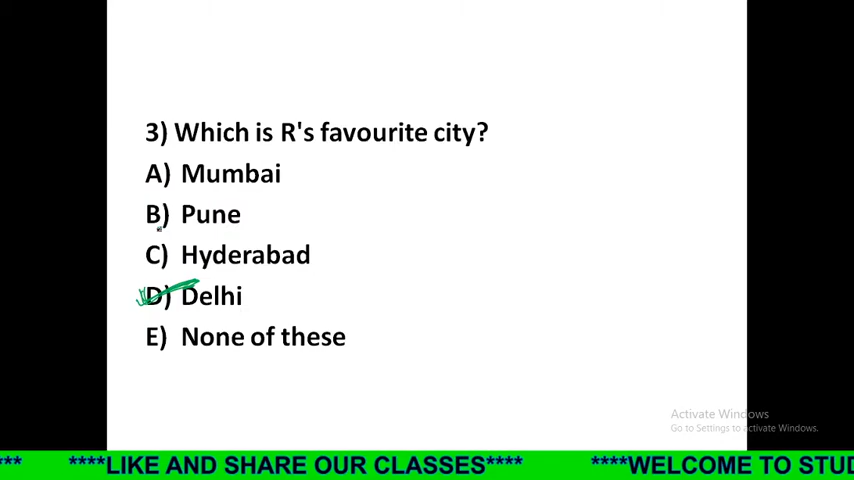 3) Which is R's favourite city?
A) Mumbai
B) Pune
C) Hyderabad
D) Delhi
E) None of these
Activate Windows
Go to Settings to activate Windows.
*** ****LIKE AND SHARE OUR CLASSES**** ****WELCOME TO STUD